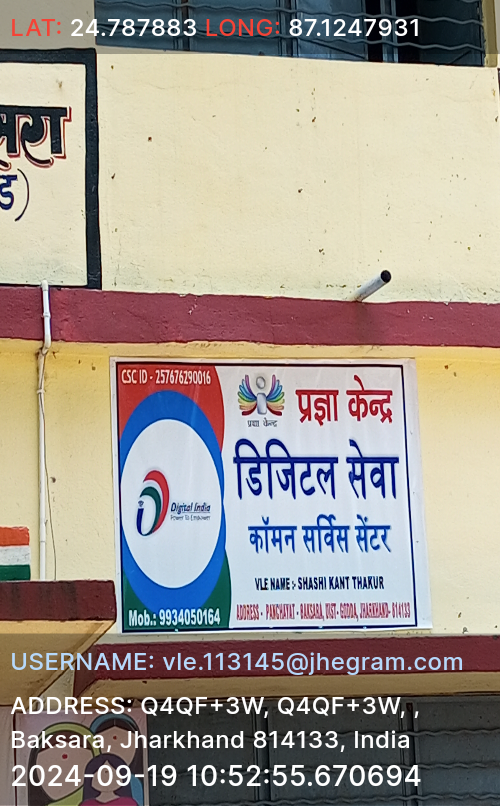 LAT: 24.787883 LONG: 87.1247931
CSC ID - 257676290016
प्रज्ञा केन्द्र
प्रज्ञा केन्द्र
डिजिटल सेवा
Digital India
Power To Empower
कॉमन सर्विस सेंटर
VLE NAME :- SHASHI KANT THAKUR
Mob.: 9934050164
ADDRESS - PANCHAYAT - BAKSARA, DIST- GODDA, JHARKHAND- 814133
USERNAME: vle.113145@jhegram.com
ADDRESS: Q4QF+3W, Q4QF+3W, ,
Baksara, Jharkhand 814133, India
2024-09-19 10:52:55.670694